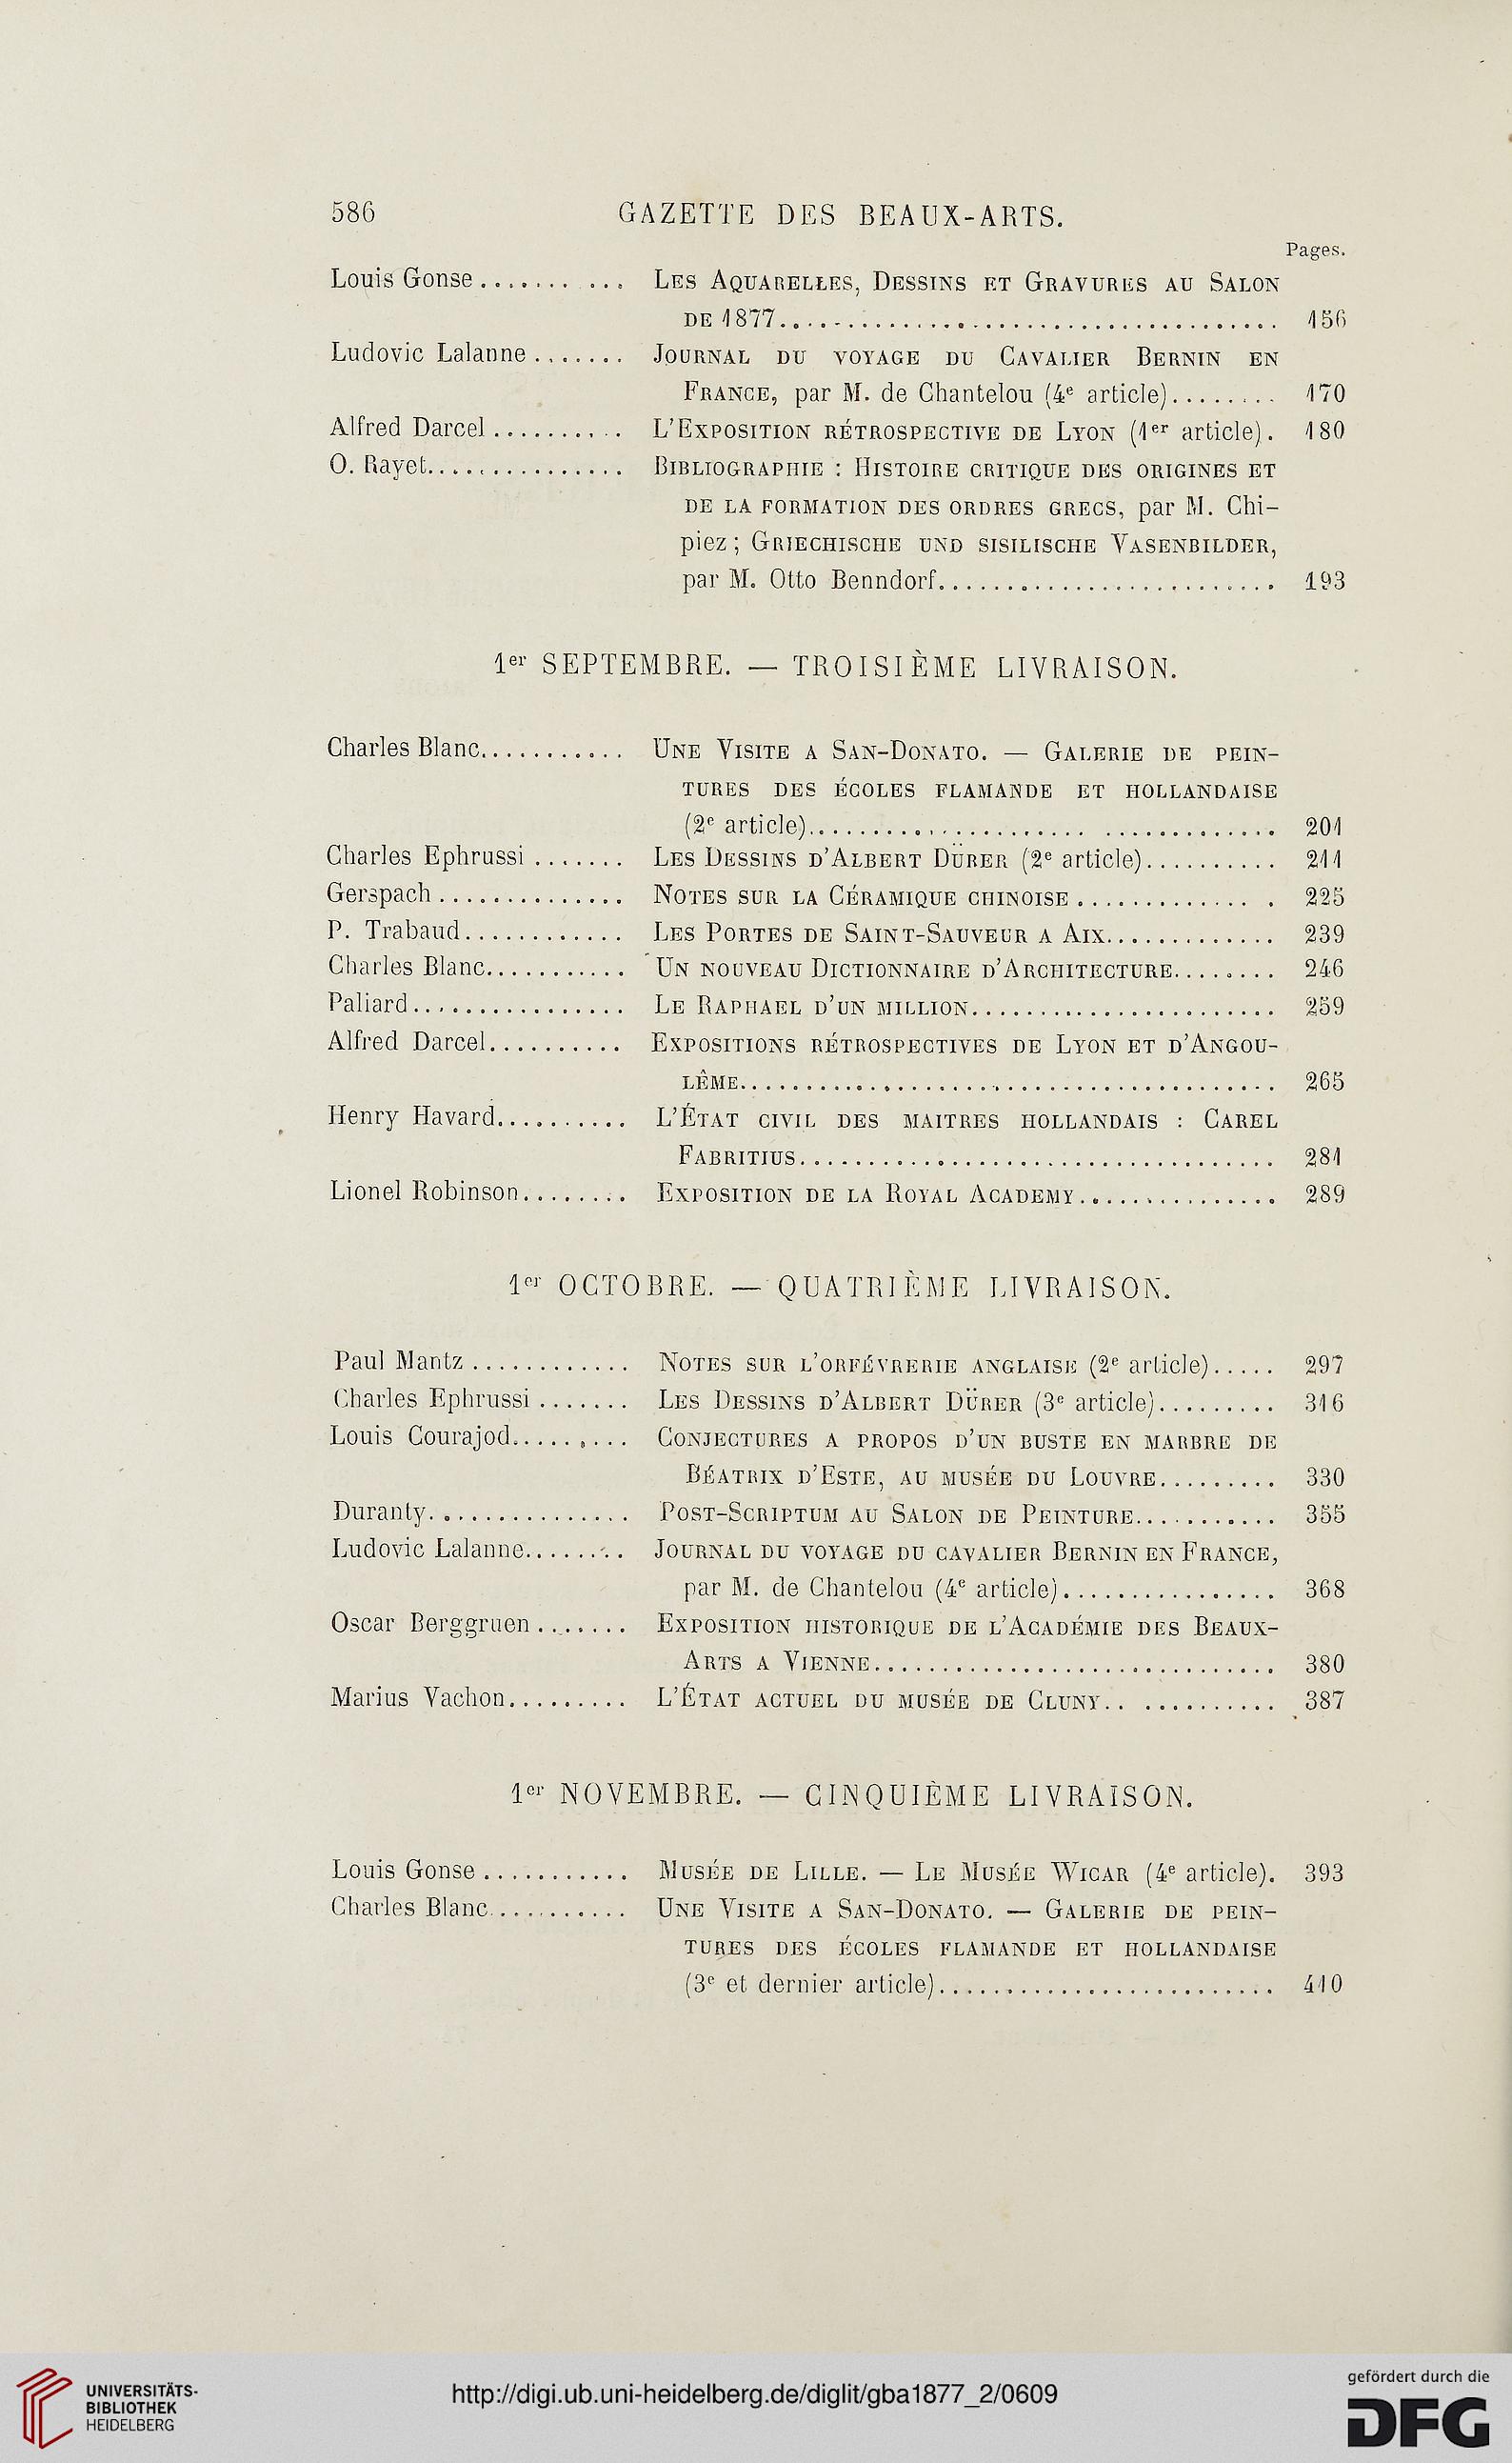 586 GAZETTE DES BEAUX-ARTS.
Pages.
Louis Gonse........ ... Les Aquarelles, Dessins et Gravures au Salon
de 1877..................................... 156
Ludovic Lalanne....... Journal du voyage du Cavalier Bernin en
France, par M. de Chantelou (4e article)........ 170
Alfred Darcel.......... L'Exposition rétrospective de Lyon (1er article). 180
O. Rayet............... Bibliographie : Histoire critique des origines et
de la formation des ordres grecs, par M. Chi-
piez; Griechische und sisilische Vasenbilder,
par M. Otto Benndorf......................... 193
1er SEPTEMBRE. — TROISIÈME LIVRAISON.
Charles Blanc........... Une Visite a San-Donato. — Galerie de pein-
tures des écoles flamande et hollandaise
(2e article).................................. 201
Charles Ephrussi....... Les Dessins d'Albert Dürer (2e article).......... 211
Gerspach.............. Notes sur la Céramique chinoise.............. 225
P. Trabaud............ Les Portes de Saint-Sauveur a Aix............. 239
Charles Blanc........... Un nouveau Dictionnaire d'Architecture........ 246
Paliard................ Le Raphael d'un million....................... 259
Alfred Darcel.......... Expositions rétrospectives de Lyon et d'Angou-
lême........................................ 265
Henry Havard.......... L'État civil des maitres hollandais : Carel
Fabritius................................... 281
Lionel Robinson........ Exposition de la Royal Academy............... 289
1er OCTOBRE. — QUATRIÈME LIVRAISON.
Paul Mantz............ Notes sur l'orfévrerie anglaise (2e article)..... 297
Charles Ephrussi....... Les Dessins d'Albert Dürer (3e article)......... 316
Louis Courajod......... Conjectures a propos d'un buste en marbre de
Béatrix d'Este, au musée du Louvre......... 330
Duranty............... Post-Scriptum au Salon de Peinture........... 355
Ludovic Lalanne........ Journal du voyage du cavalier Bernin en France,
par M. de Chantelou (4e article)................ 368
Oscar Berggruen....... Exposition historique de l'Académie des Beaux-
Arts a Vienne.............................. 380
Marius Vachon......... L'État actuel du musée de Cluny.. .......... 387
1er NOVEMBRE. — CINQUIÈME LIVRAISON.
Louis Gonse........... Musée de Lille. — Le Musée Wicar (4e article). 393
Charles Blanc.......... Une Visite a San-Donato. — Galerie de pein-
tures des écoles flamande et hollandaise
(3e et dernier article)......................... 410
UNIVERSITÄTS-
BIBLIOTHEK
HEIDELBERG
http://digi.ub.uni-heidelberg.de/diglit/gba1877_2/0609
gefördert durch die
DFG